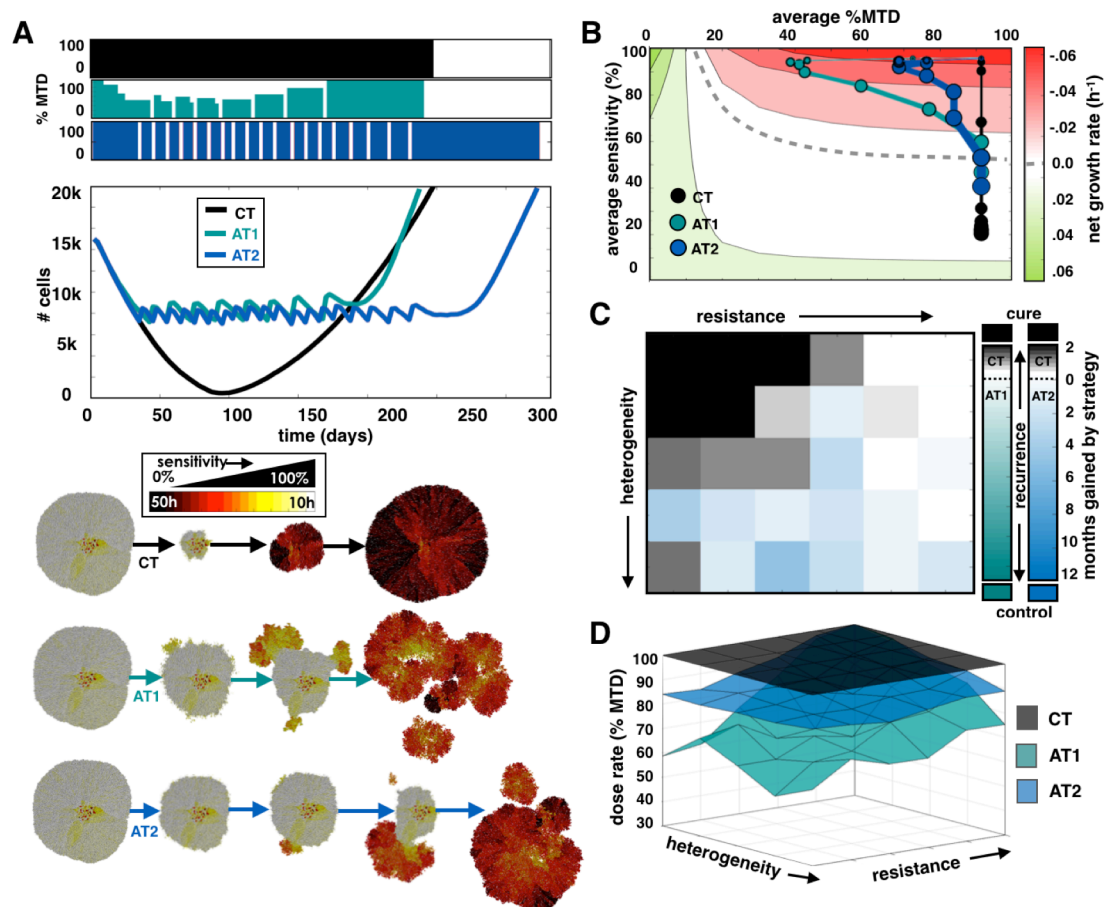 A
% MTD
100
0
100
0
100
0
# cells
20k
15k
10k
5k
0
CT
AT1
AT2
0 50 100 150 200 250 300
time (days)
sensitivity
0% 100%
50h 10h
CT
AT1
AT2
B
average %MTD
0 20 40 60 80 100
average sensitivity (%)
100
80
60
40
20
0
CT
AT1
AT2
-.06
-.04
-.02
0.0
.02
.04
.06
net growth rate (h⁻¹)
C
resistance
heterogeneity
cure
CT CT
AT1 AT2
recurrence
control
2
0
2
4
6
8
10
12
months gained by strategy
D
dose rate (% MTD)
100
90
80
70
60
50
40
30
heterogeneity
resistance
CT
AT1
AT2